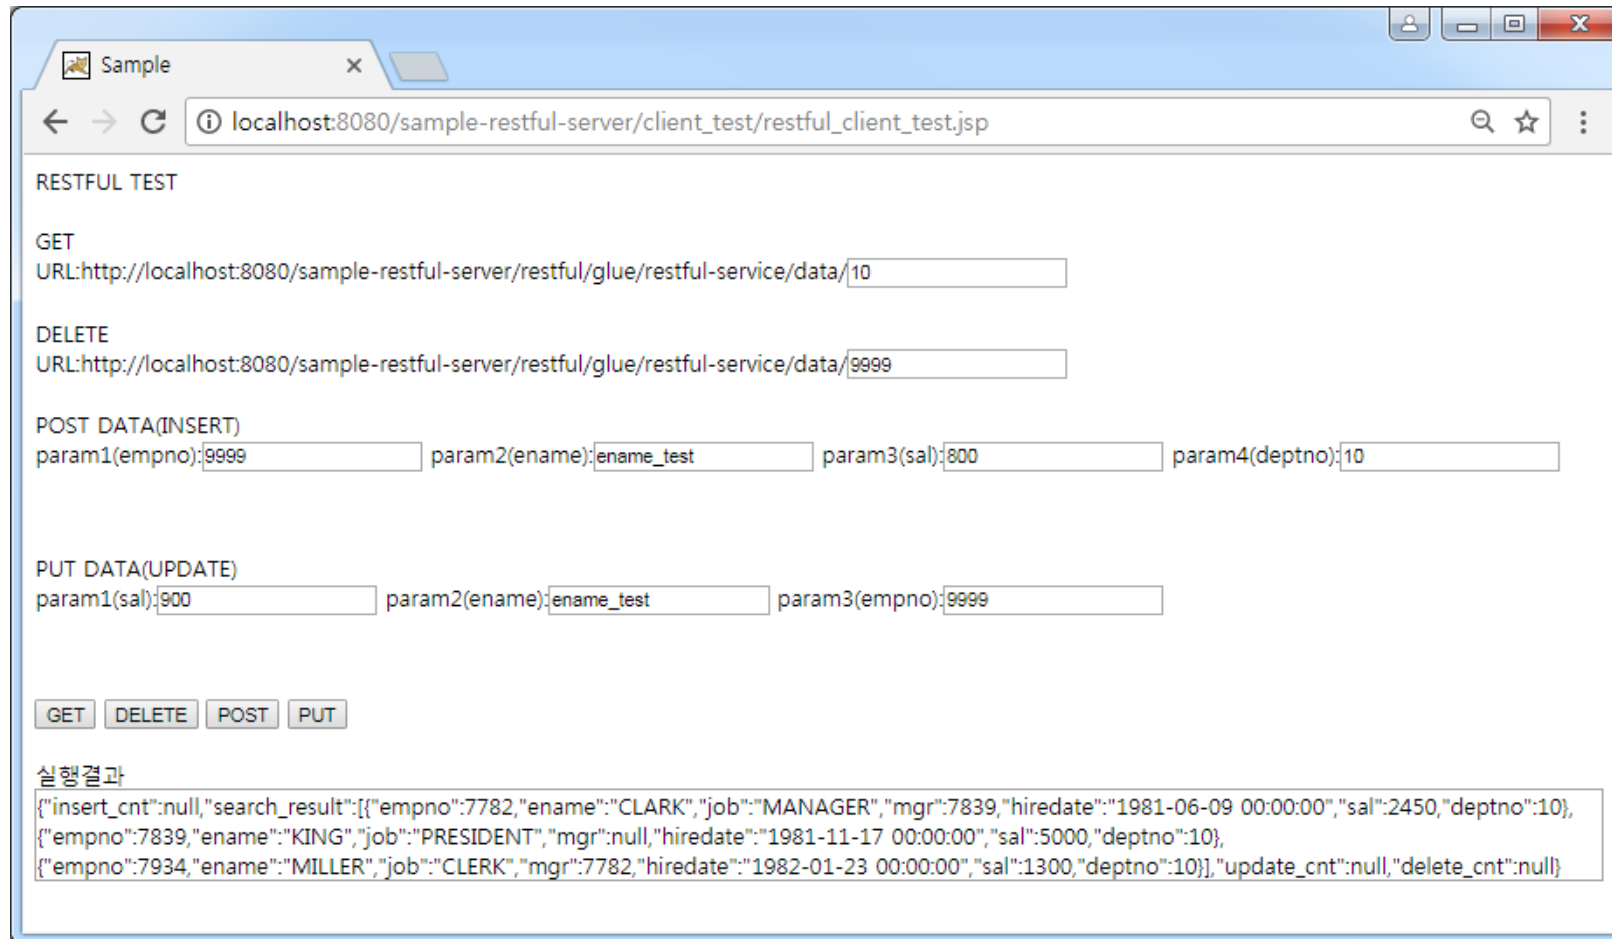 Sample
localhost:8080/sample-restful-server/client_test/restful_client_test.jsp
RESTFUL TEST
GET
URL:http://localhost:8080/sample-restful-server/restful/glue/restful-service/data/10
DELETE
URL:http://localhost:8080/sample-restful-server/restful/glue/restful-service/data/9999
POST DATA(INSERT)
param1(empno):9999 param2(ename):ename_test param3(sal):800 param4(deptno):10
PUT DATA(UPDATE)
param1(sal):900 param2(ename):ename_test param3(empno):9999
GET DELETE POST PUT
실행결과
{"insert_cnt":null,"search_result":[{"empno":7782,"ename":"CLARK","job":"MANAGER","mgr":7839,"hiredate":"1981-06-09 00:00:00","sal":2450,"deptno":10},
{"empno":7839,"ename":"KING","job":"PRESIDENT","mgr":null,"hiredate":"1981-11-17 00:00:00","sal":5000,"deptno":10},
{"empno":7934,"ename":"MILLER","job":"CLERK","mgr":7782,"hiredate":"1982-01-23 00:00:00","sal":1300,"deptno":10}],"update_cnt":null,"delete_cnt":null}